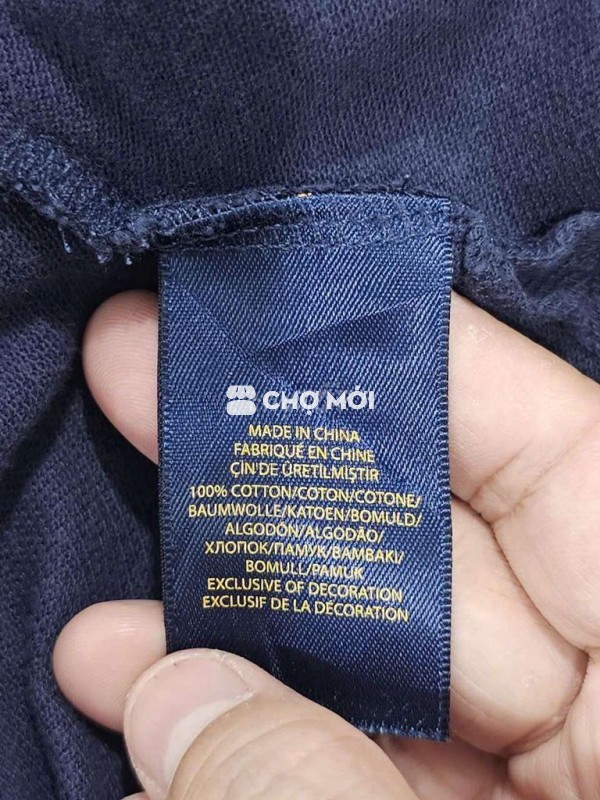 CHỢ MỚI
MADE IN CHINA
FABRIQUÉ EN CHINE
ÇIN'DE ÜRETILMIŞTIR
100% COTTON/COTON/COTONE/
BAUMWOLLE/KATOEN/BOMULD/
ALGODÓN/ALGODÃO/
ХЛОПОК/ПАМУК/BAMBAKI/
BOMULL/PAMUK
EXCLUSIVE OF DECORATION
EXCLUSIF DE LA DECORATION